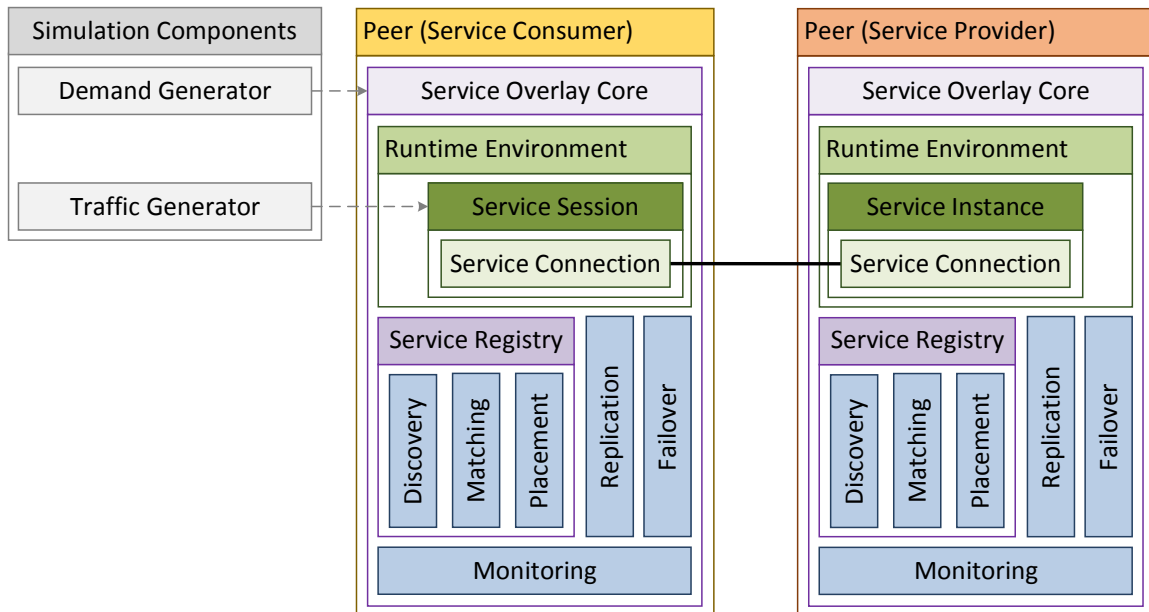 Simulation Components
Demand Generator
Traffic Generator
Peer (Service Consumer)
Service Overlay Core
Runtime Environment
Service Session
Service Connection
Service Registry
Discovery
Matching
Placement
Replication
Failover
Monitoring
Peer (Service Provider)
Service Overlay Core
Runtime Environment
Service Instance
Service Connection
Service Registry
Discovery
Matching
Placement
Replication
Failover
Monitoring